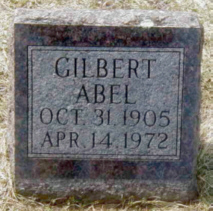 GILBERT
ABEL
OCT. 31. 1905
APR. 14. 1972